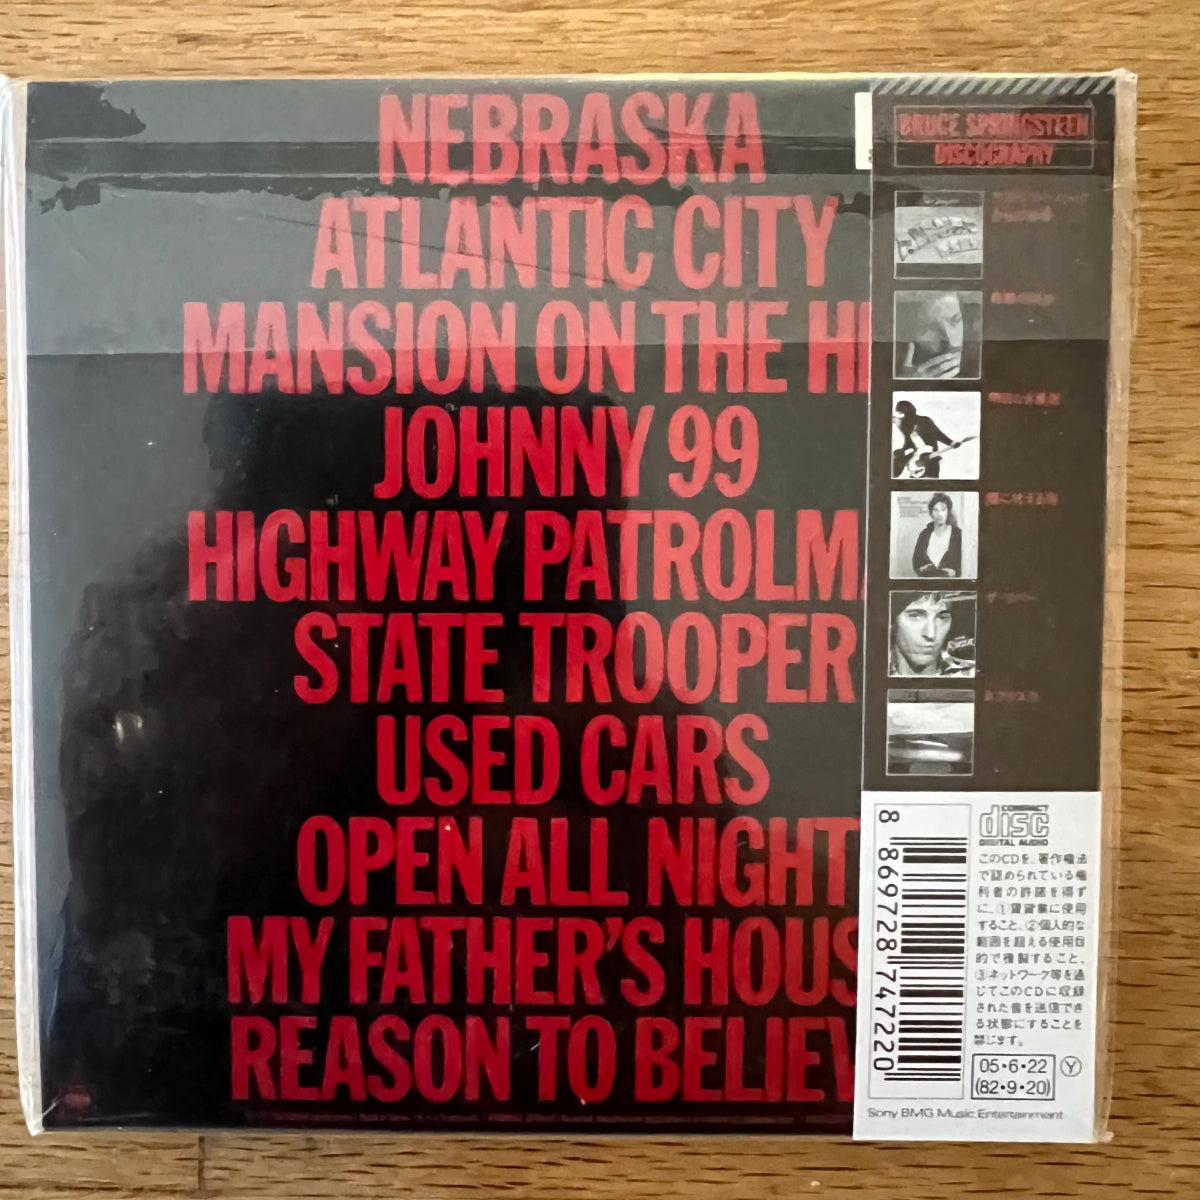 NEBRASKA
ATLANTIC CITY
MANSION ON THE HI
JOHNNY 99
HIGHWAY PATROLM
STATE TROOPER
USED CARS
OPEN ALL NIGHT
MY FATHER'S HOUS
REASON TO BELIEV
BRUCE SPRINGSTEEN
DISCOGRAPHY
COMPACT
disc
DIGITAL AUDIO
このCDを、著作権法
で認められている権
利者の許諾を得ず
に、①賃貸業に使用
すること、②個人的な
範囲を超える使用目
的で複製すること、
③ネットワーク等を通
じてこのCDに収録
された音を送信でき
る状態にすることを
禁じます。
8 869728 747220
05・6・22 Y
(82・9・20)
Sony BMG Music Entertainment